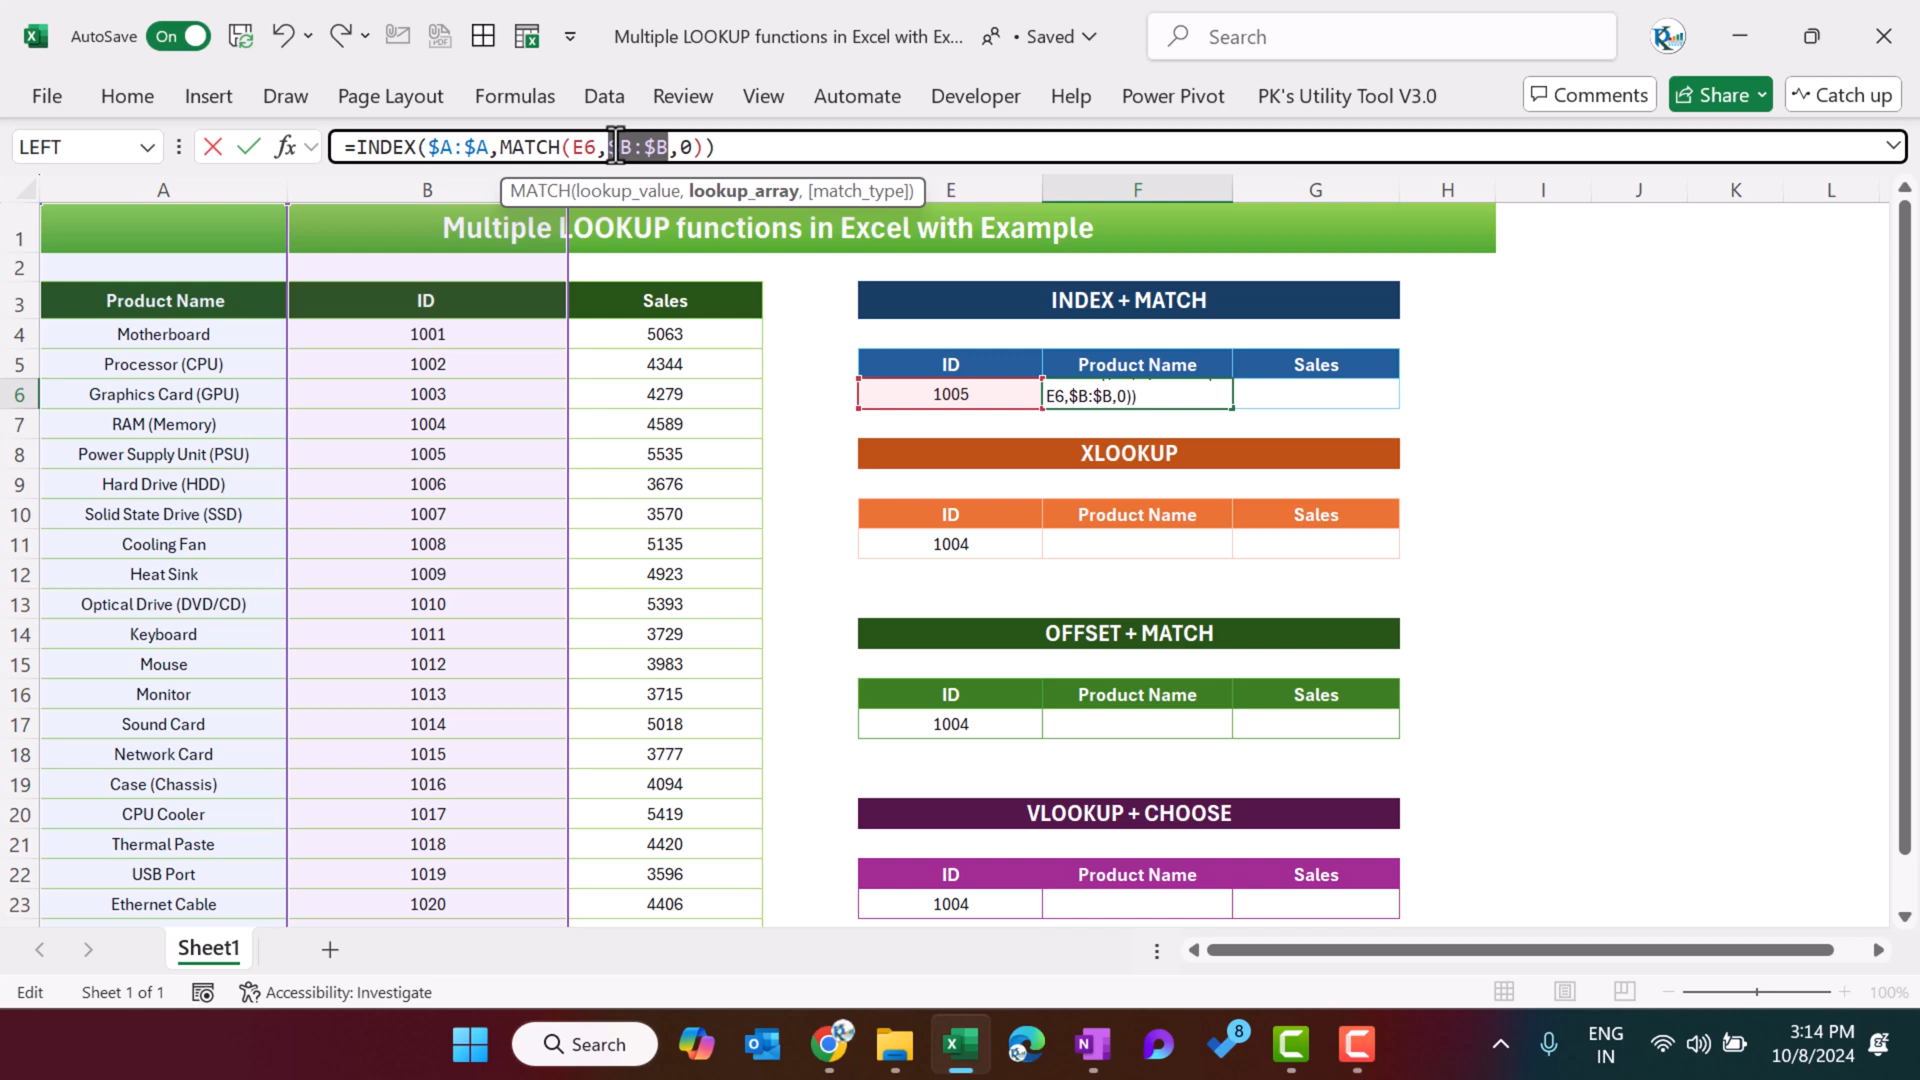 AutoSave On Multiple LOOKUP functions in Excel with Ex... • Saved Search
File Home Insert Draw Page Layout Formulas Data Review View Automate Developer Help Power Pivot PK's Utility Tool V3.0 Comments Share Catch up
LEFT fx =INDEX($A:$A,MATCH(E6,$B:$B,0))
MATCH(lookup_value, lookup_array, [match_type])
A B E F G H I J K L
1 Multiple LOOKUP functions in Excel with Example
2
3 Product Name ID Sales INDEX + MATCH
4 Motherboard 1001 5063
5 Processor (CPU) 1002 4344 ID Product Name Sales
6 Graphics Card (GPU) 1003 4279 1005 E6,$B:$B,0))
7 RAM (Memory) 1004 4589
8 Power Supply Unit (PSU) 1005 5535 XLOOKUP
9 Hard Drive (HDD) 1006 3676
10 Solid State Drive (SSD) 1007 3570 ID Product Name Sales
11 Cooling Fan 1008 5135 1004
12 Heat Sink 1009 4923
13 Optical Drive (DVD/CD) 1010 5393
14 Keyboard 1011 3729 OFFSET + MATCH
15 Mouse 1012 3983
16 Monitor 1013 3715 ID Product Name Sales
17 Sound Card 1014 5018 1004
18 Network Card 1015 3777
19 Case (Chassis) 1016 4094
20 CPU Cooler 1017 5419 VLOOKUP + CHOOSE
21 Thermal Paste 1018 4420
22 USB Port 1019 3596 ID Product Name Sales
23 Ethernet Cable 1020 4406 1004
Sheet1
Edit Sheet 1 of 1 Accessibility: Investigate 100%
Search 8 ENG IN 3:14 PM
10/8/2024